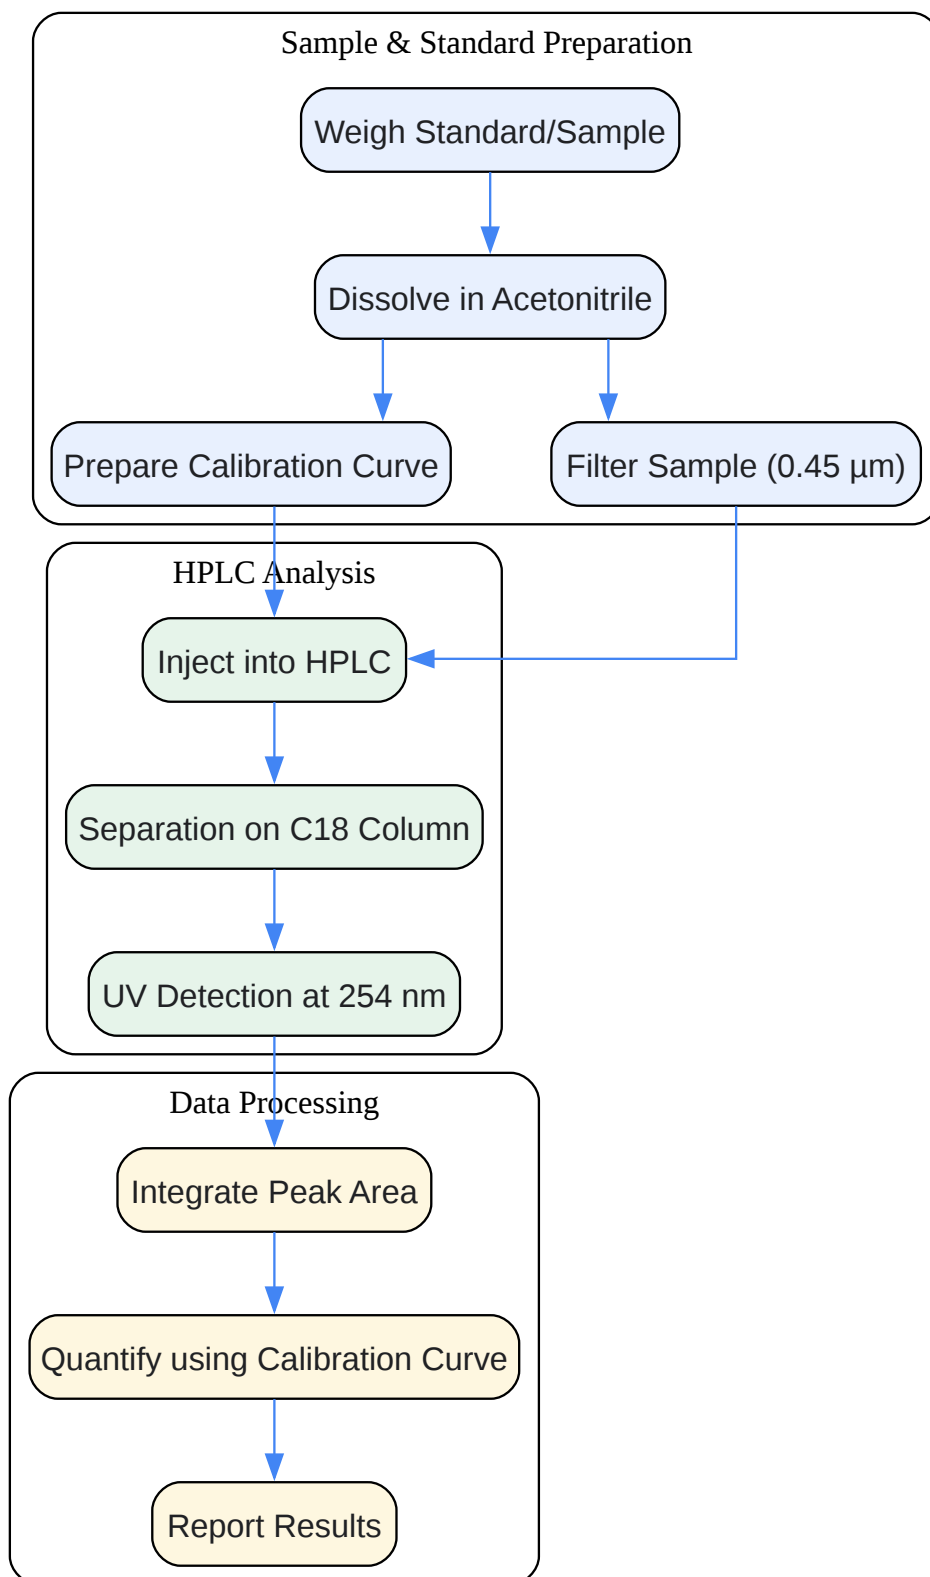 Sample & Standard Preparation
Weigh Standard/Sample
Dissolve in Acetonitrile
Prepare Calibration Curve
Filter Sample (0.45 µm)
HPLC Analysis
Inject into HPLC
Separation on C18 Column
UV Detection at 254 nm
Data Processing
Integrate Peak Area
Quantify using Calibration Curve
Report Results